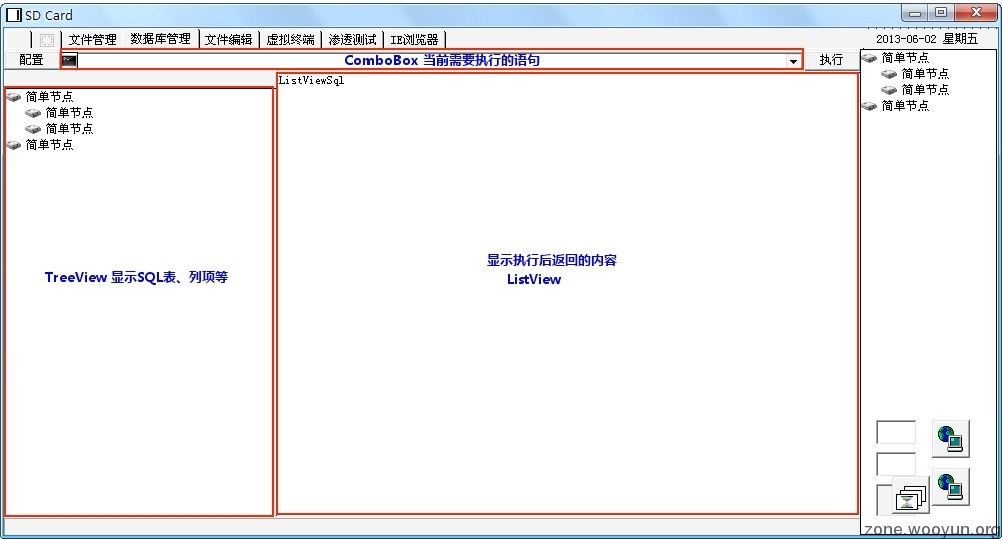 SD Card
文件管理 数据库管理 文件编辑 虚拟终端 渗透测试 IE浏览器 2013-06-02 星期五
配置 ComboBox 当前需要执行的语句 执行
ListViewSql
简单节点
简单节点
简单节点
简单节点
TreeView 显示SQL表、列项等
显示执行后返回的内容
ListView
简单节点
简单节点
简单节点
简单节点
zone.wooyun.org